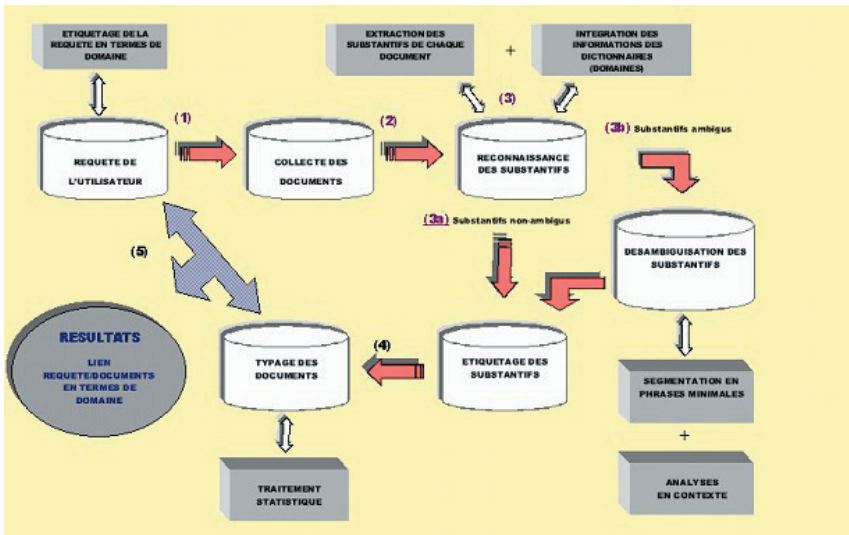 ETIQUETAGE DE LA
REQUETE EN TERMES DE
DOMAINE
EXTRACTION DES
SUBSTANTIFS DE CHAQUE
DOCUMENT
+
INTEGRATION DES
INFORMATIONS DES
DICTIONNAIRES
(DOMAINES)
(1)
(2)
(3)
(3b) Substantifs ambigus
REQUETE DE
L'UTILISATEUR
COLLECTE DES
DOCUMENTS
RECONNAISSANCE
DES SUBSTANTIFS
(3a) Substantifs non-ambigus
DESAMBIGUISATION DES
SUBSTANTIFS
(5)
RESULTATS
LIEN
REQUETE/DOCUMENTS
EN TERMES DE
DOMAINE
TYPAGE DES
DOCUMENTS
(4)
ETIQUETAGE DES
SUBSTANTIFS
SEGMENTATION EN
PHRASES MINIMALES
+
ANALYSES
EN CONTEXTE
TRAITEMENT
STATISTIQUE